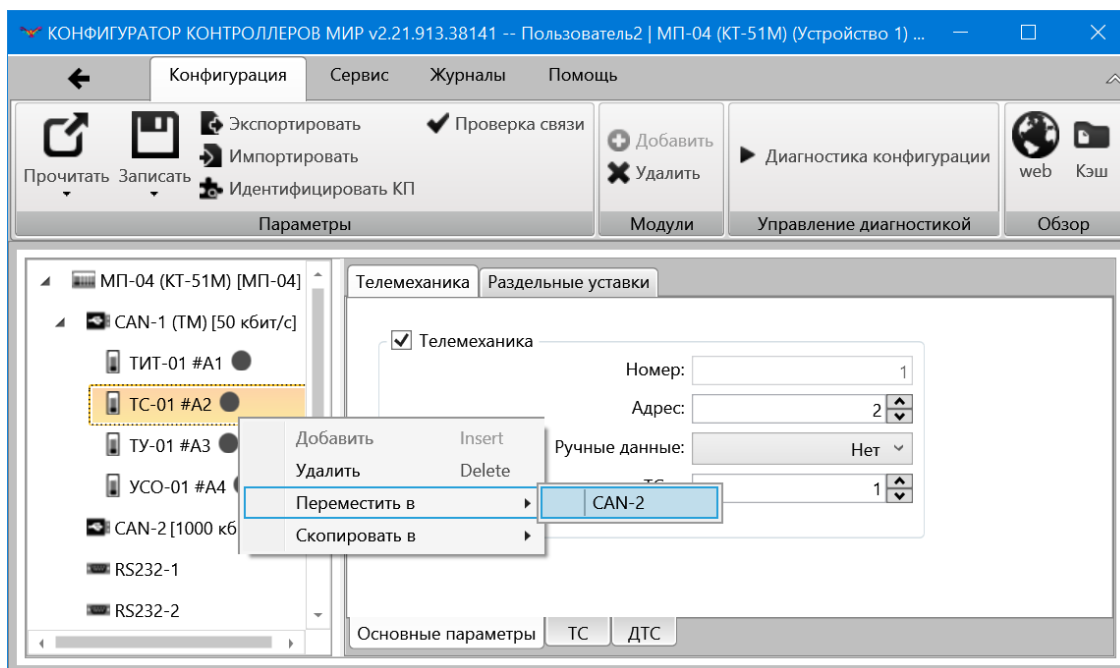 КОНФИГУРАТОР КОНТРОЛЛЕРОВ МИР v2.21.913.38141 -- Пользователь2 | МП-04 (КТ-51М) (Устройство 1) ...
Конфигурация Сервис Журналы Помощь
Прочитать
Записать
Экспортировать
Импортировать
Идентифицировать КП
Проверка связи
Параметры
Добавить
Удалить
Модули
Диагностика конфигурации
Управление диагностикой
web
Кэш
Обзор
МП-04 (КТ-51М) [МП-04]
CAN-1 (ТМ) [50 кбит/с]
ТИТ-01 #A1
ТС-01 #A2
ТУ-01 #A3
УСО-01 #A4
CAN-2 [1000 кб
RS232-1
RS232-2
Добавить Insert
Удалить Delete
Переместить в
Скопировать в
CAN-2
Телемеханика Раздельные уставки
Телемеханика
Номер: 1
Адрес: 2
Ручные данные: Нет
1
Основные параметры ТС ДТС